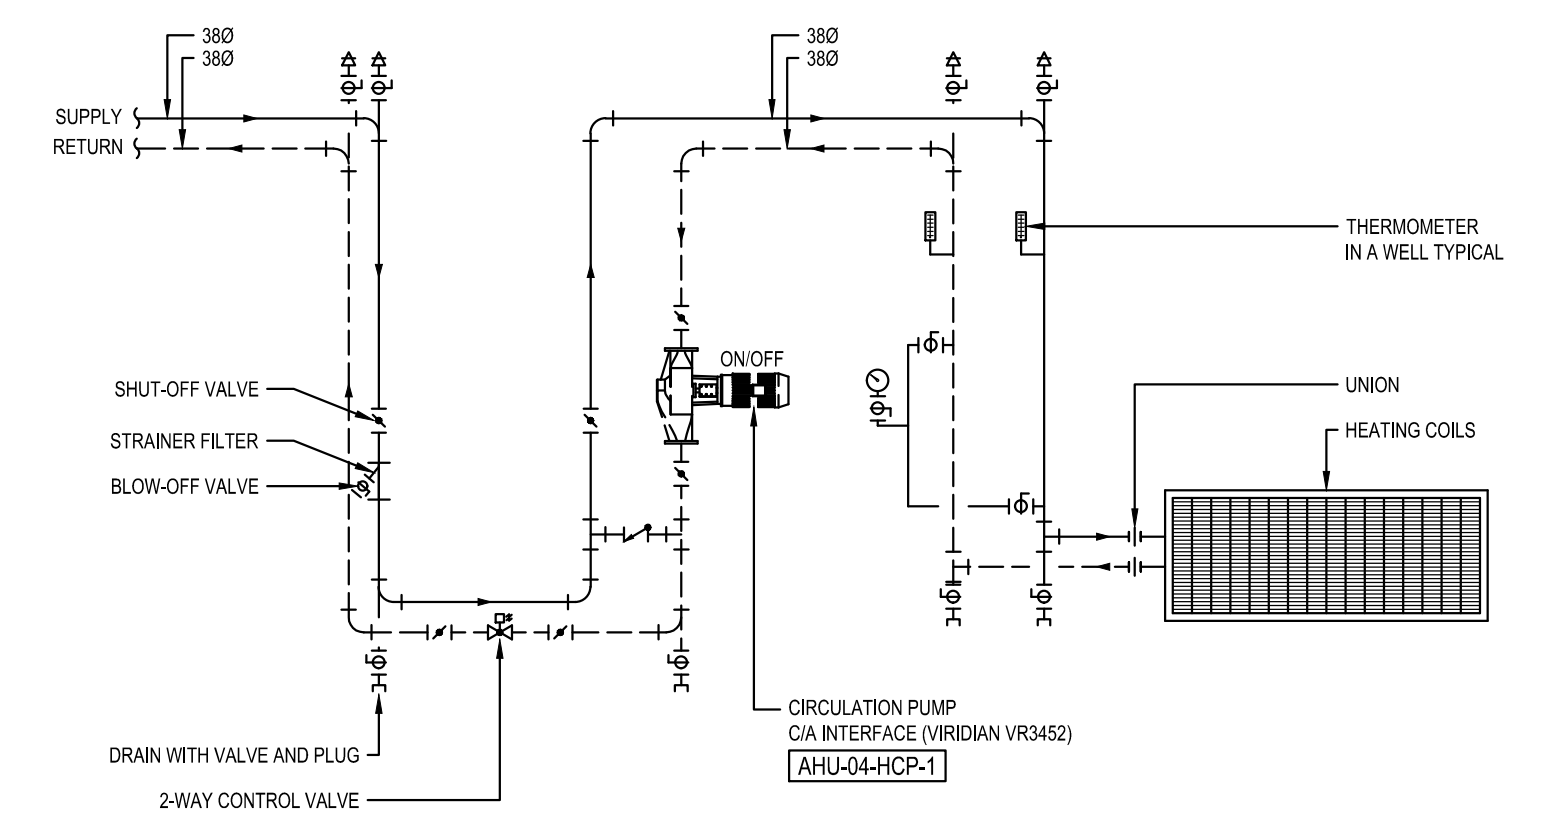 38Ø
38Ø
38Ø
38Ø
SUPPLY
RETURN
THERMOMETER
IN A WELL TYPICAL
ON/OFF
SHUT-OFF VALVE
UNION
STRAINER FILTER
HEATING COILS
BLOW-OFF VALVE
CIRCULATION PUMP
C/A INTERFACE (VIRIDIAN VR3452)
AHU-04-HCP-1
DRAIN WITH VALVE AND PLUG
2-WAY CONTROL VALVE